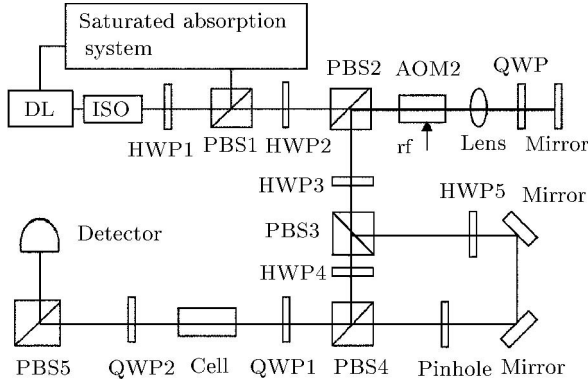 Saturated absorption
system
PBS2
AOM2
QWP
DL
ISO
HWP1
PBS1
HWP2
rf
Lens
Mirror
HWP3
HWP5
Mirror
Detector
PBS3
HWP4
PBS5
QWP2
Cell
QWP1
PBS4
Pinhole
Mirror